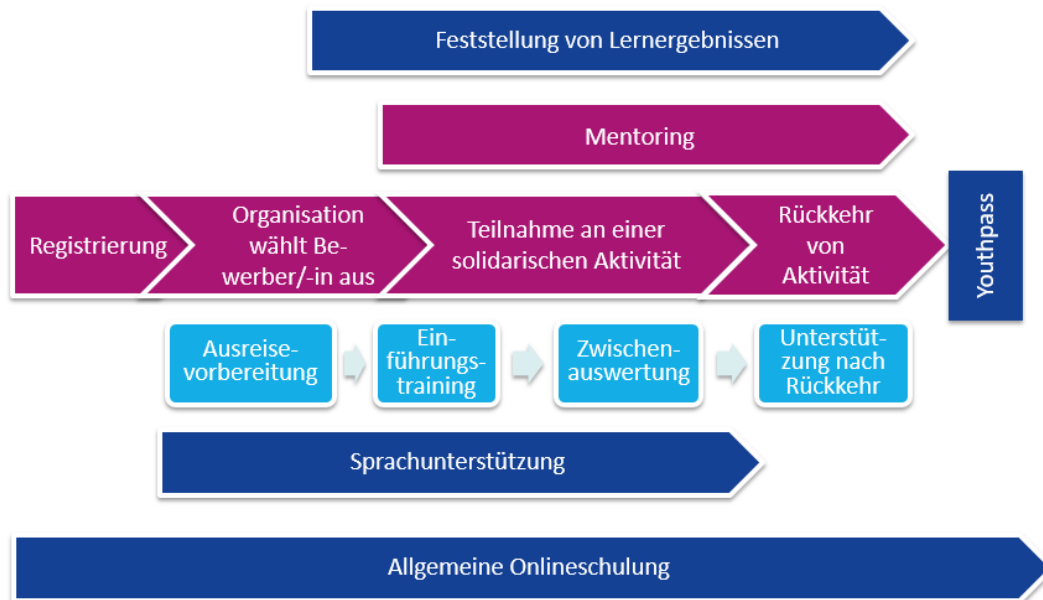 Feststellung von Lernergebnissen
Mentoring
Registrierung
Organisation
wählt Be-
werber/-in aus
Teilnahme an einer
solidarischen Aktivität
Rückkehr
von
Aktivität
Youthpass
Ausreise-
vorbereitung
Ein-
führungs-
training
Zwischen-
auswertung
Unterstüt-
zung nach
Rückkehr
Sprachunterstützung
Allgemeine Onlineschulung